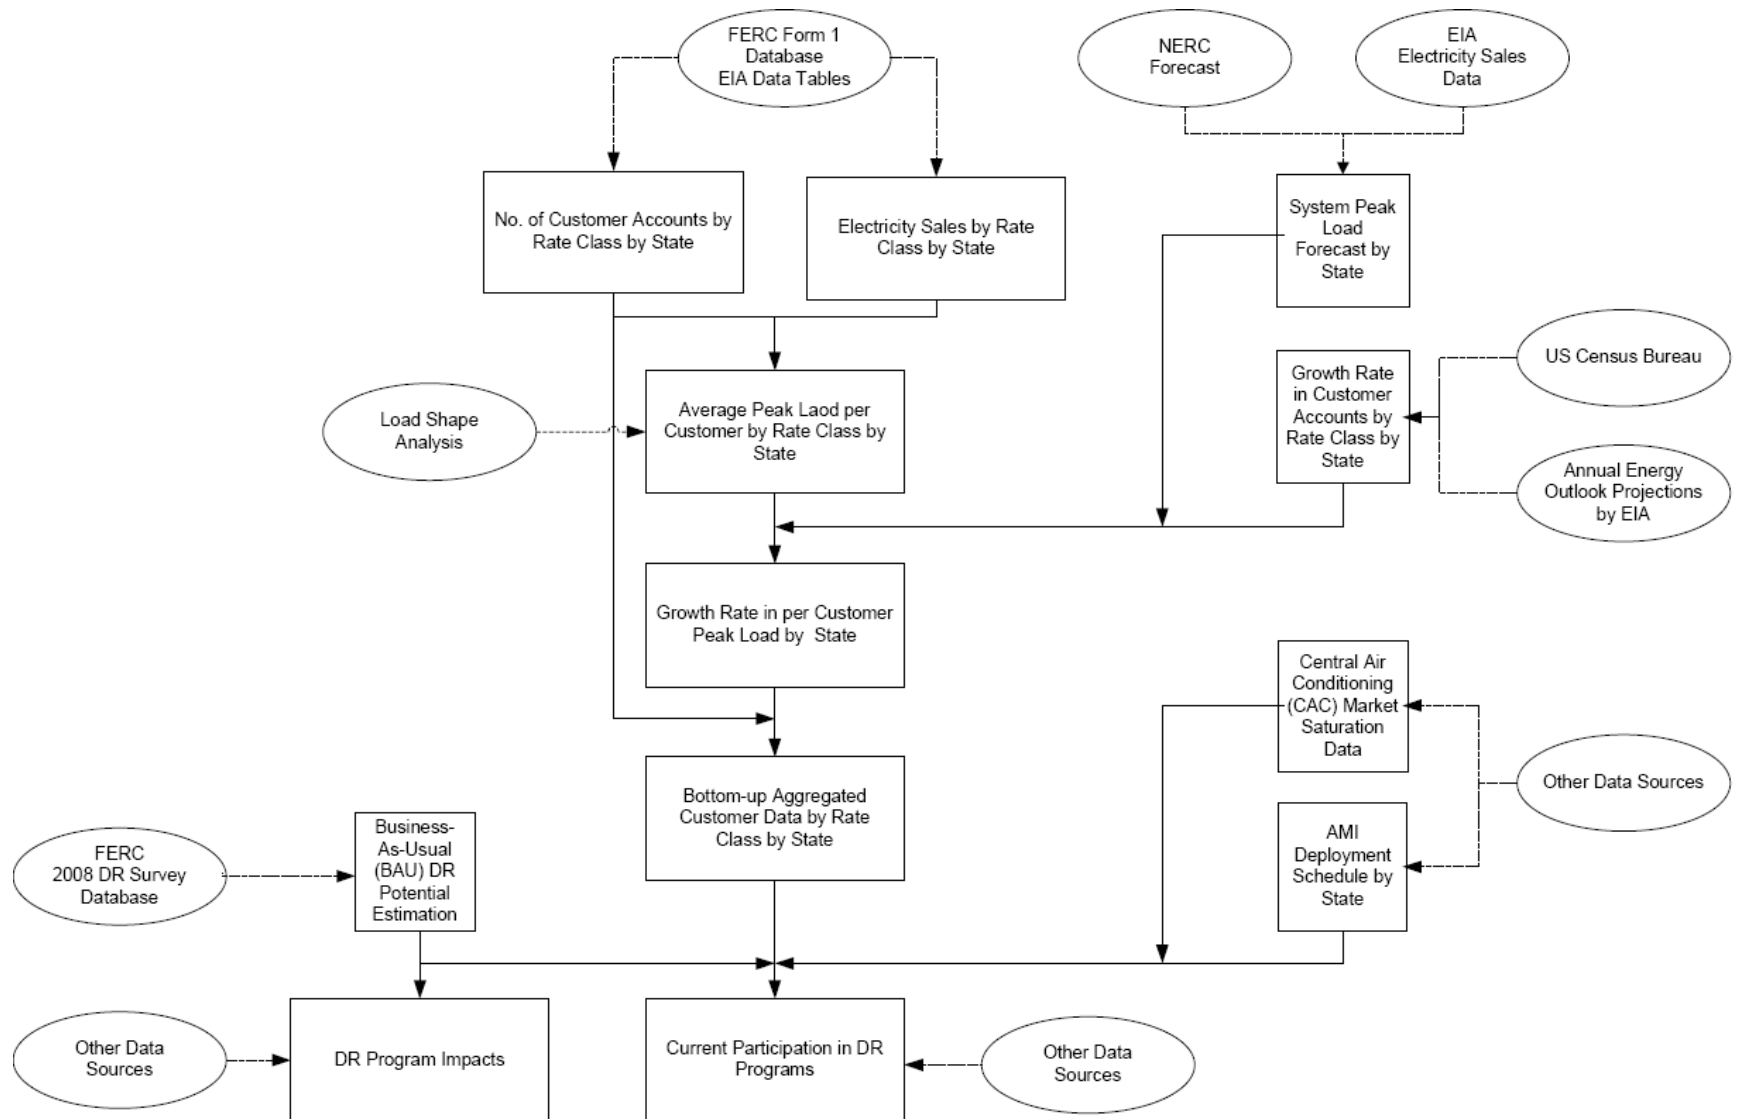 FERC Form 1
Database
EIA Data Tables
NERC
Forecast
EIA
Electricity Sales
Data
No. of Customer Accounts by
Rate Class by State
Electricity Sales by Rate
Class by State
System Peak
Load
Forecast by
State
US Census Bureau
Growth Rate
in Customer
Accounts by
Rate Class by
State
Load Shape
Analysis
Average Peak Laod per
Customer by Rate Class by
State
Annual Energy
Outlook Projections
by EIA
Growth Rate in per Customer
Peak Load by State
Central Air
Conditioning
(CAC) Market
Saturation
Data
Other Data Sources
Bottom-up Aggregated
Customer Data by Rate
Class by State
AMI
Deployment
Schedule by
State
FERC
2008 DR Survey
Database
Business-
As-Usual
(BAU) DR
Potential
Estimation
Other Data
Sources
DR Program Impacts
Current Participation in DR
Programs
Other Data
Sources